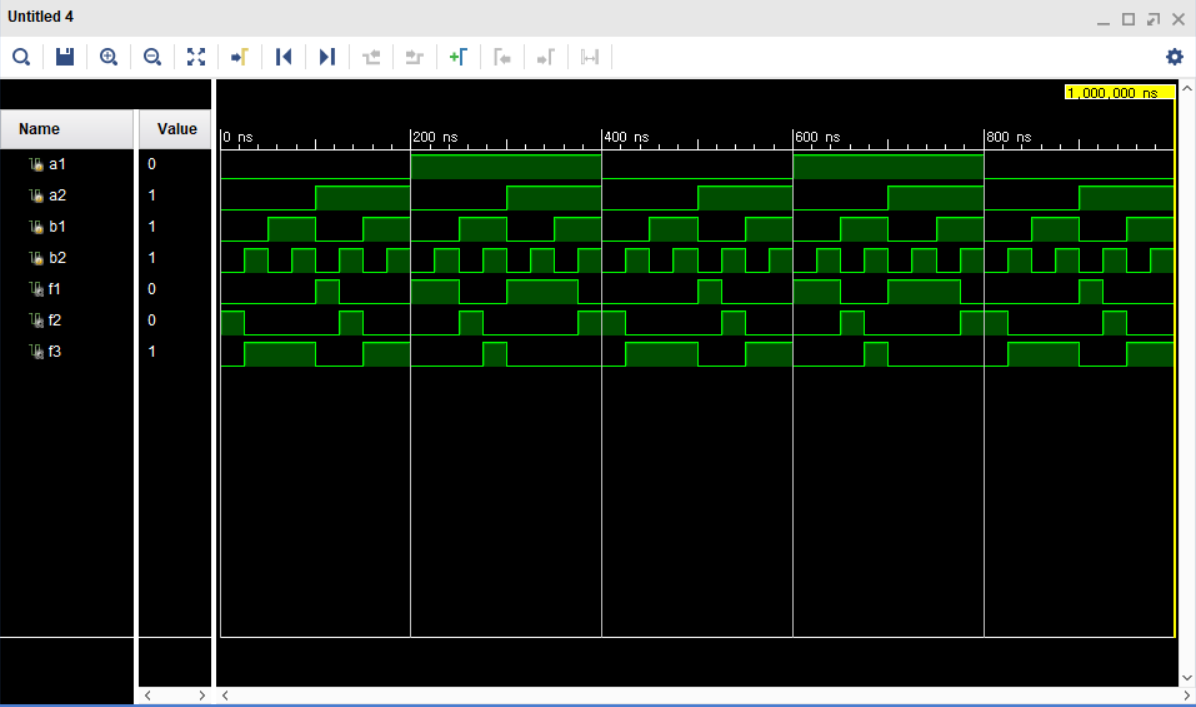 Untitled 4
1,000,000 ns
Name Value
0 ns 200 ns 400 ns 600 ns 800 ns
a1 0
a2 1
b1 1
b2 1
f1 0
f2 0
f3 1